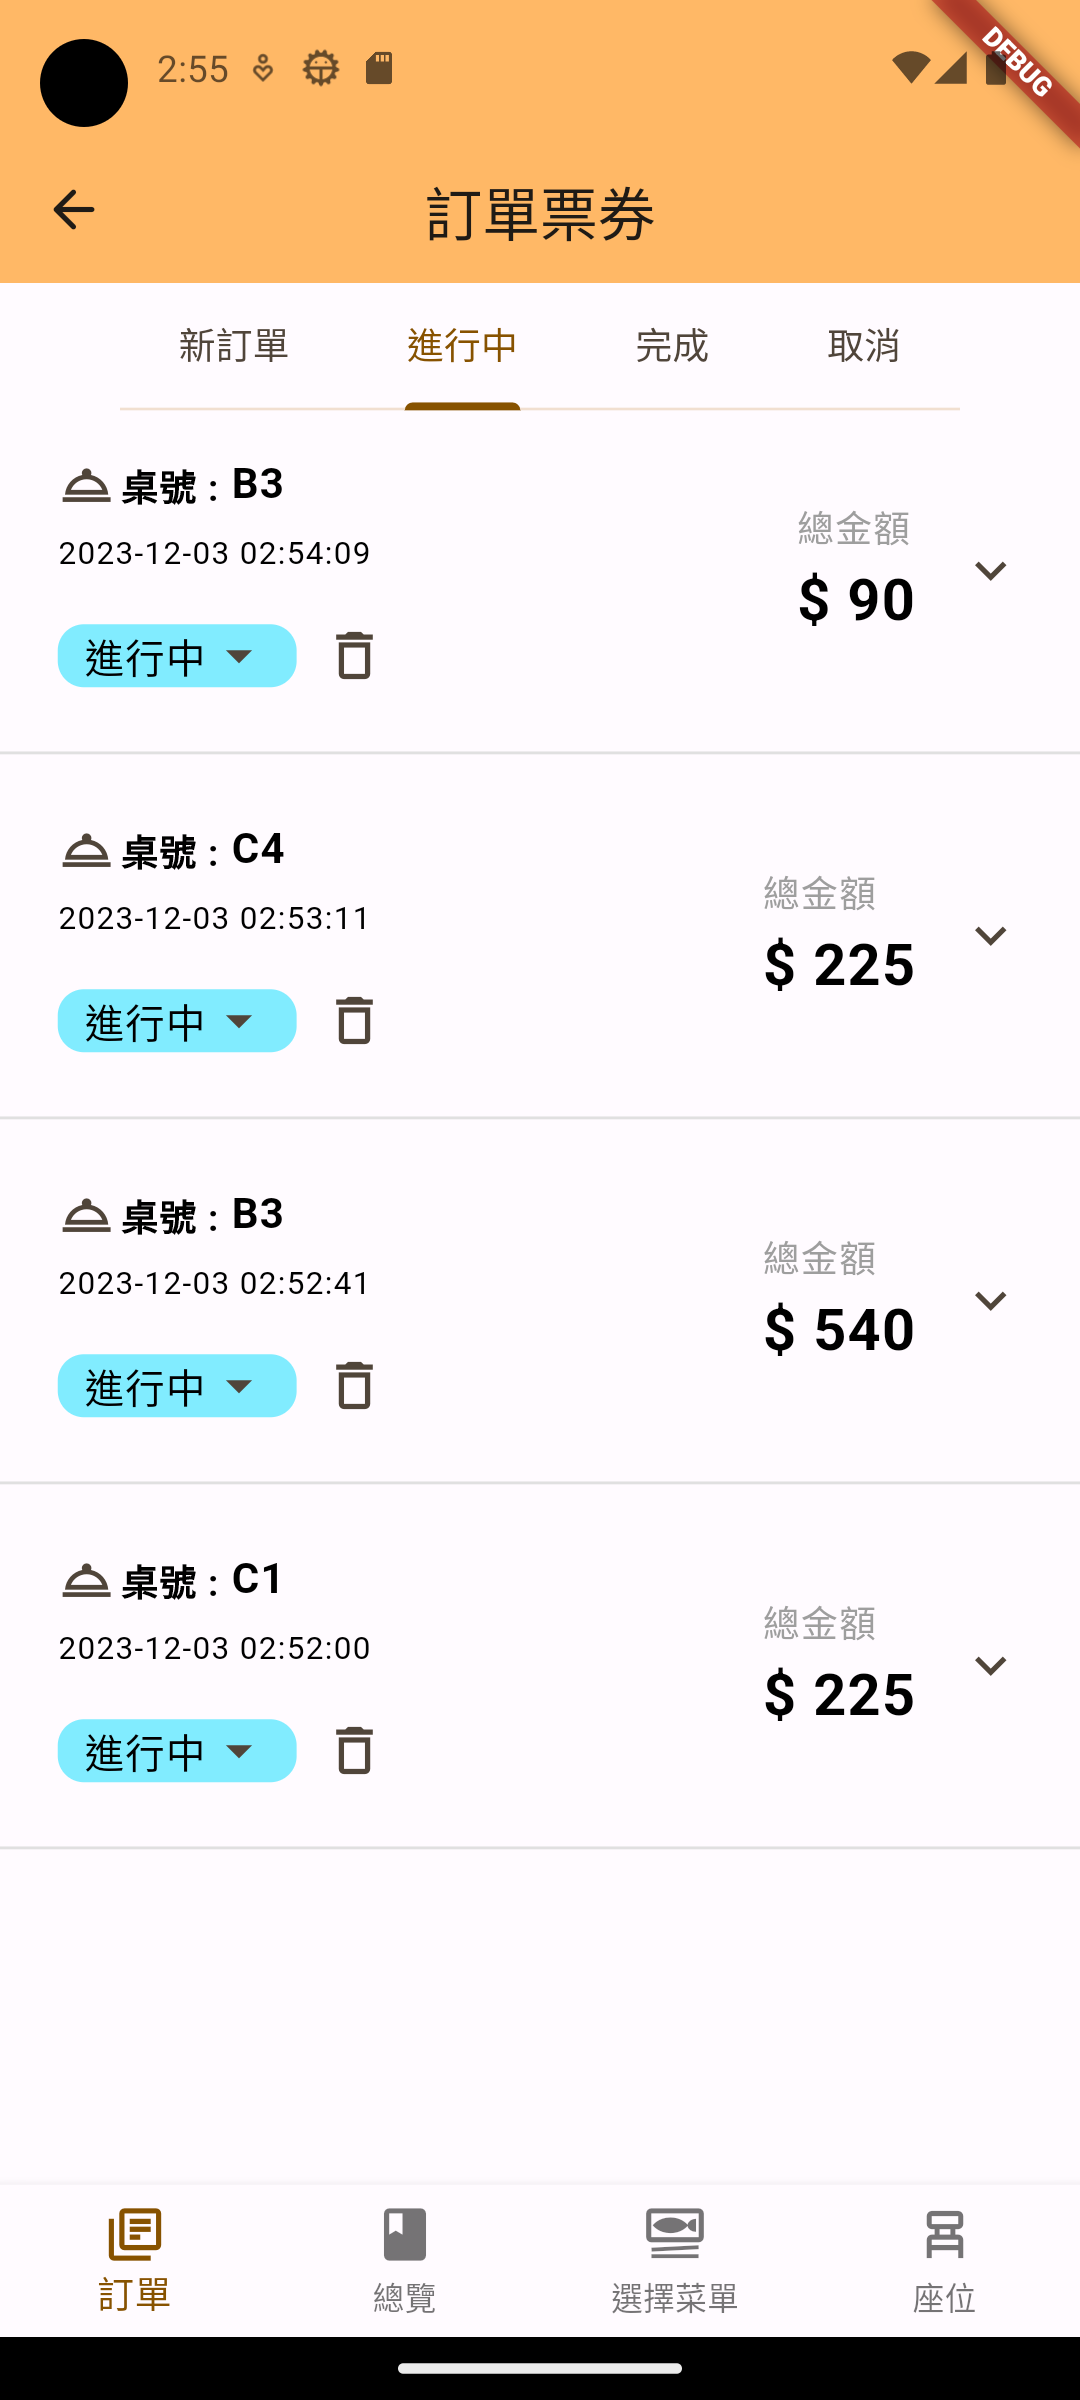 2:55
DEBUG
訂單票券
新訂單 進行中 完成 取消
桌號 : B3
2023-12-03 02:54:09
總金額
$ 90
進行中
桌號 : C4
2023-12-03 02:53:11
總金額
$ 225
進行中
桌號 : B3
2023-12-03 02:52:41
總金額
$ 540
進行中
桌號 : C1
2023-12-03 02:52:00
總金額
$ 225
進行中
訂單 總覽 選擇菜單 座位